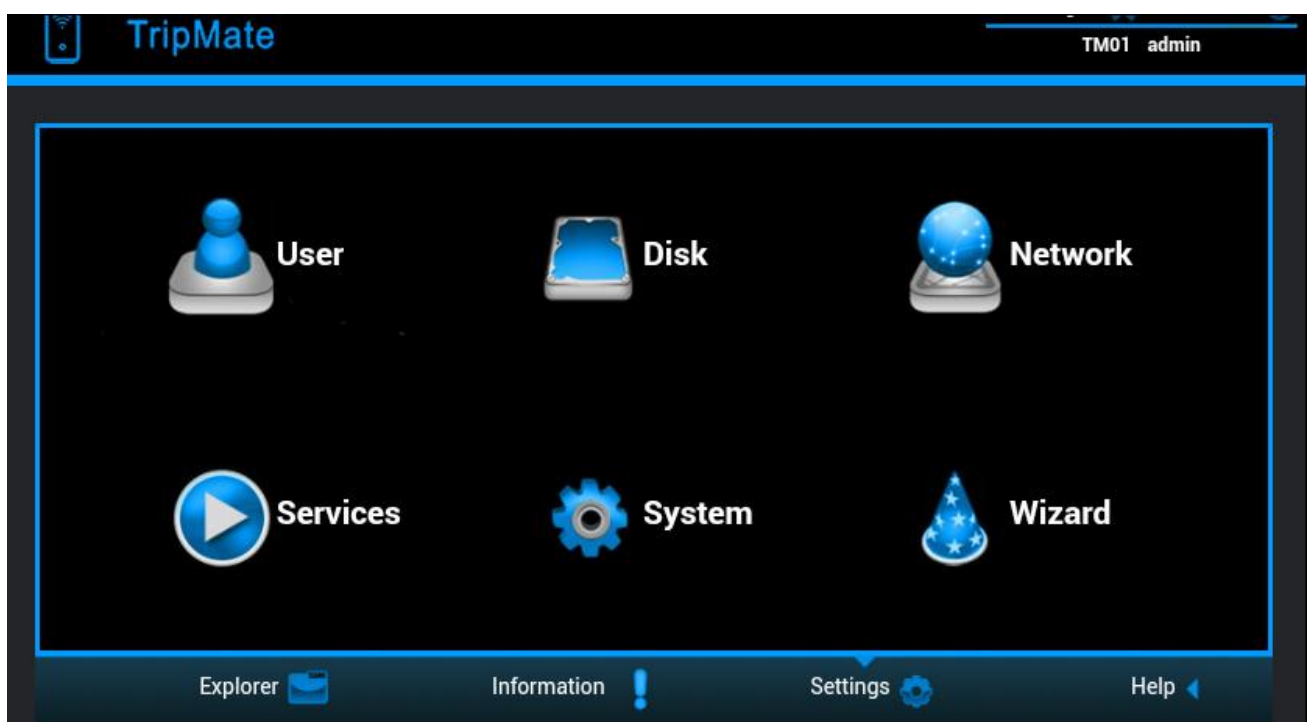 TripMate
TM01 admin
User Disk Network
Services System Wizard
Explorer Information Settings Help